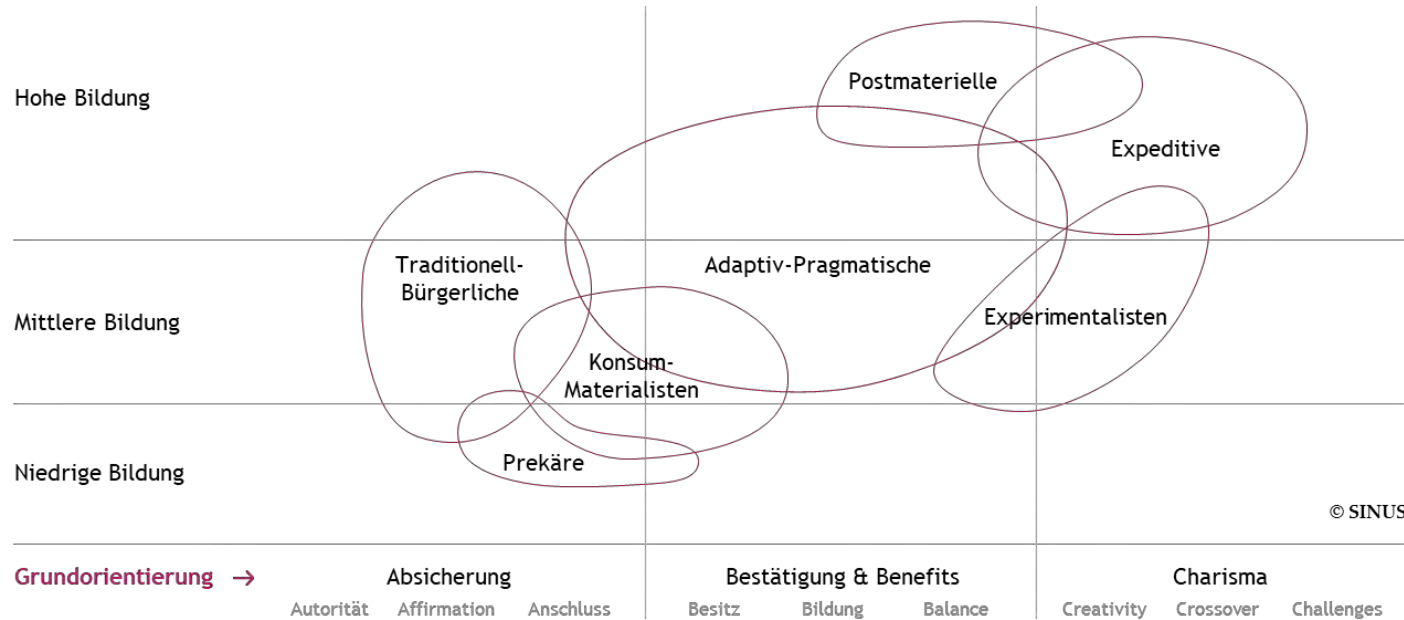 Hohe Bildung
Postmaterielle
Expeditive
Traditionell-
Bürgerliche
Adaptiv-Pragmatische
Mittlere Bildung
Experimentalisten
Konsum-
Materialisten
Niedrige Bildung
Prekäre
© SINUS
Grundorientierung → Absicherung Bestätigung & Benefits Charisma
Autorität Affirmation Anschluss Besitz Bildung Balance Creativity Crossover Challenges